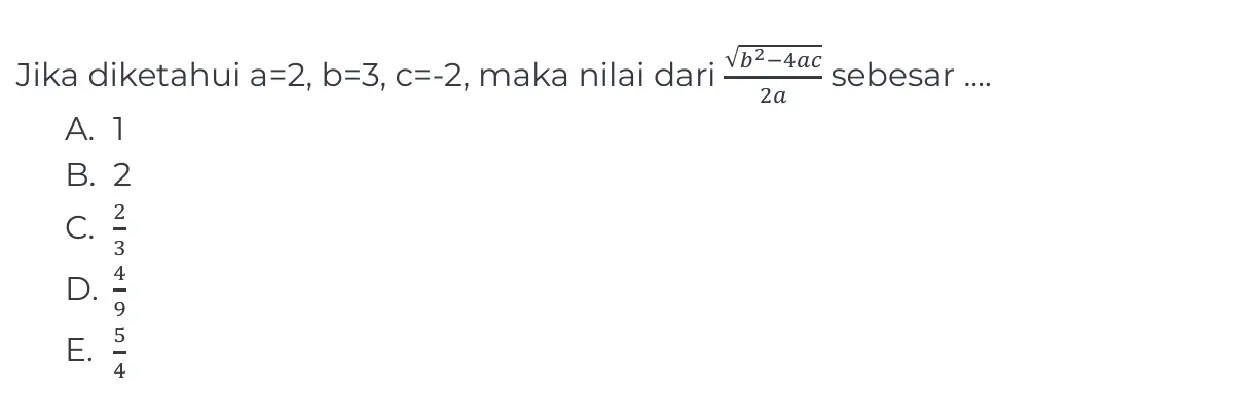 Jika diketahui a=2, b=3, c=-2, maka nilai dari \frac{\sqrt{b^2-4ac}}{2a} sebesar ....
A. 1
B. 2
C. \frac{2}{3}
D. \frac{4}{9}
E. \frac{5}{4}